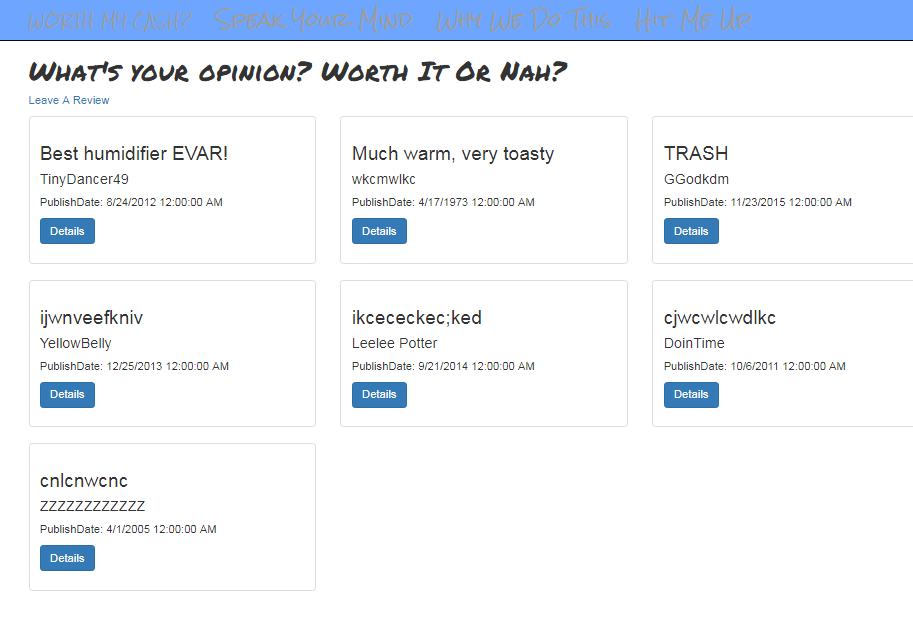 WORTH MY CASH? SPEAK YOUR MIND WHY WE DO THIS HIT ME UP
WHAT'S YOUR OPINION? WORTH IT OR NAH?
Leave A Review
Best humidifier EVAR!
TinyDancer49
PublishDate: 8/24/2012 12:00:00 AM
Details
Much warm, very toasty
wkcmwlkc
PublishDate: 4/17/1973 12:00:00 AM
Details
TRASH
GGodkdm
PublishDate: 11/23/2015 12:00:00 AM
Details
ijwnveefkniv
YellowBelly
PublishDate: 12/25/2013 12:00:00 AM
Details
ikcececkec;ked
Leelee Potter
PublishDate: 9/21/2014 12:00:00 AM
Details
cjwcwlcwdlkc
DoinTime
PublishDate: 10/6/2011 12:00:00 AM
Details
cnlcnwcnc
ZZZZZZZZZZZZ
PublishDate: 4/1/2005 12:00:00 AM
Details